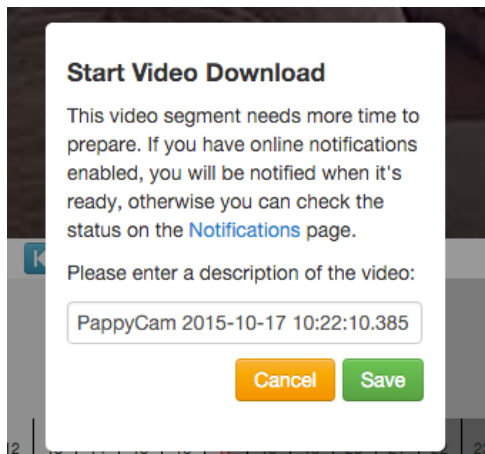 Start Video Download
This video segment needs more time to
prepare. If you have online notifications
enabled, you will be notified when it's
ready, otherwise you can check the
status on the Notifications page.
Please enter a description of the video:
PappyCam 2015-10-17 10:22:10.385
Cancel Save